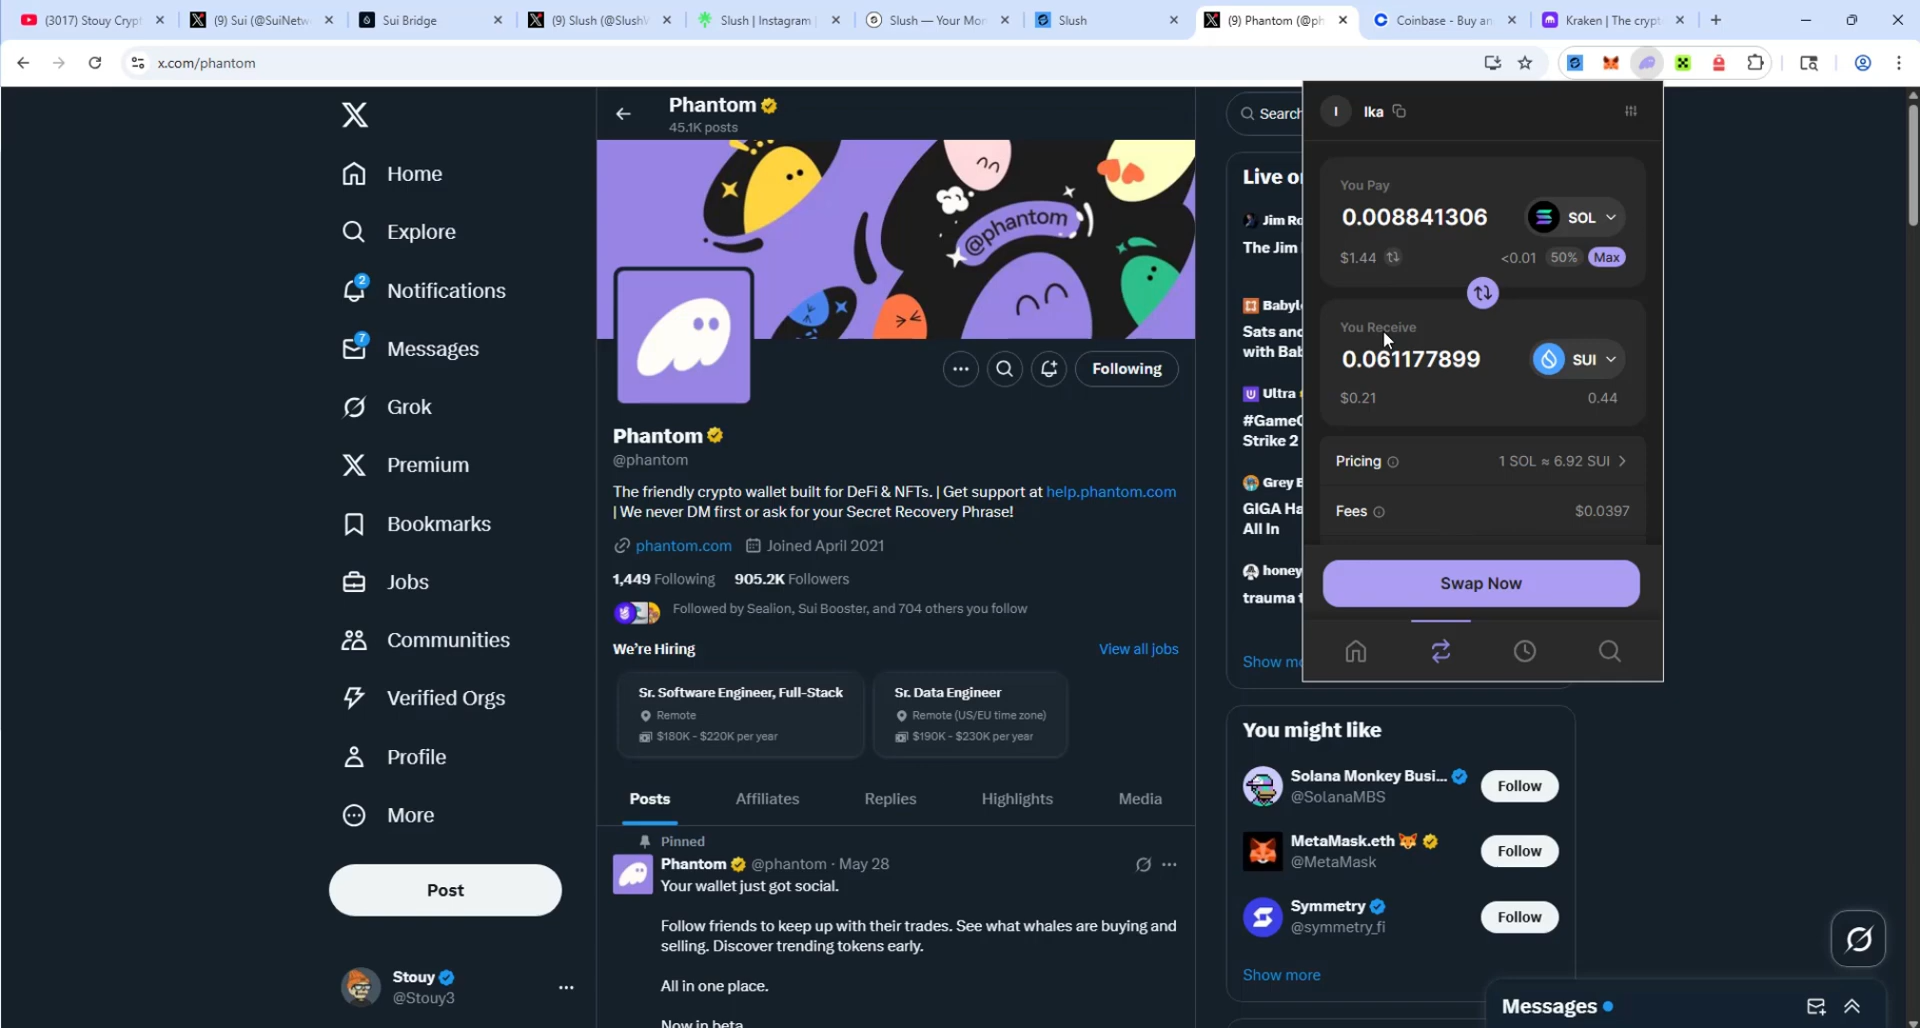 (3017) Stouy Crypt
(9) Sui (@SuiNetw
Sui Bridge
(9) Slush (@SlushW
Slush | Instagram
Slush — Your Mon
Slush
(9) Phantom (@ph
Coinbase - Buy an
Kraken | The crypt
x.com/phantom
Home
Explore
2
Notifications
7
Messages
Grok
Premium
Bookmarks
Jobs
Communities
Verified Orgs
Profile
More
Post
Stouy
@Stouy3
Phantom
45.1K posts
@phantom
Following
Phantom
@phantom
The friendly crypto wallet built for DeFi & NFTs. | Get support at help.phantom.com
| We never DM first or ask for your Secret Recovery Phrase!
phantom.com Joined April 2021
1,449 Following 905.2K Followers
Followed by Sealion, Sui Booster, and 704 others you follow
We're Hiring
View all jobs
Sr. Software Engineer, Full-Stack
Remote
$180K - $220K per year
Sr. Data Engineer
Remote (US/EU time zone)
$190K - $230K per year
Posts
Affiliates
Replies
Highlights
Media
Pinned
Phantom @phantom · May 28
Your wallet just got social.
Follow friends to keep up with their trades. See what whales are buying and
selling. Discover trending tokens early.
All in one place.
Now in beta
Search
Live o
Jim Ro
The Jim
Babyl
Sats and
with Bab
Ultra
#GameC
Strike 2
Grey E
GIGA Ha
All In
honey
trauma t
Show mo
I
Ika
You Pay
0.008841306
SOL
$1.44
<0.01
50%
Max
You Receive
0.061177899
SUI
$0.21
0.44
Pricing
1 SOL ≈ 6.92 SUI
Fees
$0.0397
Swap Now
You might like
Solana Monkey Busi...
@SolanaMBS
Follow
MetaMask.eth
@MetaMask
Follow
Symmetry
@symmetry_fi
Follow
Show more
Messages